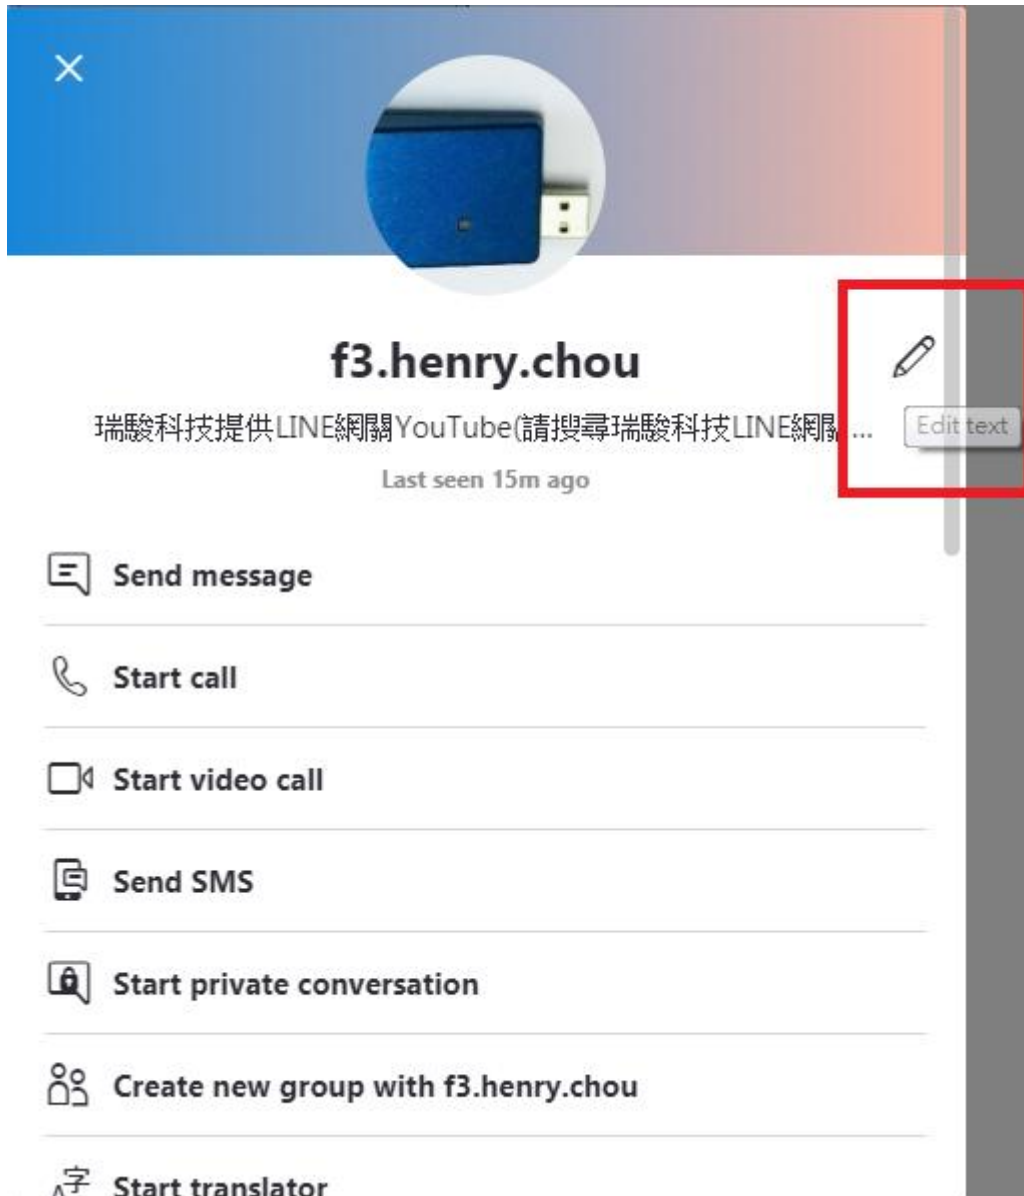 f3.henry.chou
瑞駿科技提供LINE網關YouTube(請搜尋瑞駿科技LINE網關 ...
Edit text
Last seen 15m ago
Send message
Start call
Start video call
Send SMS
Start private conversation
Create new group with f3.henry.chou
字 Start translator